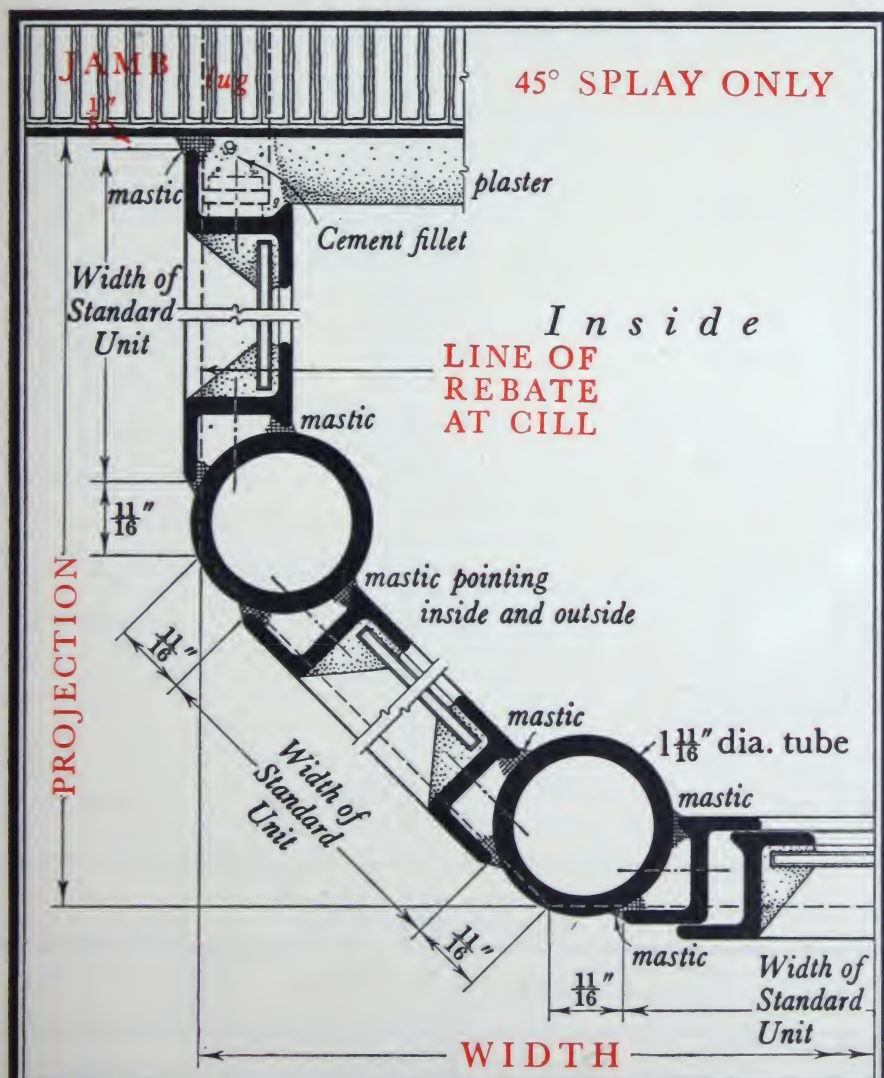 JAMB
lug
45° SPLAY ONLY
1/8"
mastic
plaster
Cement fillet
Width of
Standard
Unit
Inside
LINE OF
REBATE
AT CILL
mastic
11/16"
mastic pointing
inside and outside
PROJECTION
11/16"
mastic
1 11/16" dia. tube
Width of
Standard
Unit
mastic
11/16"
mastic
11/16"
Width of
Standard
Unit
WIDTH